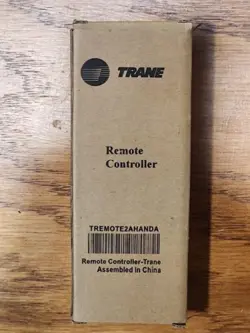 TRANE
Remote
Controller
TREMOTE2AHANDA
Remote Controller-Trane
Assembled in China